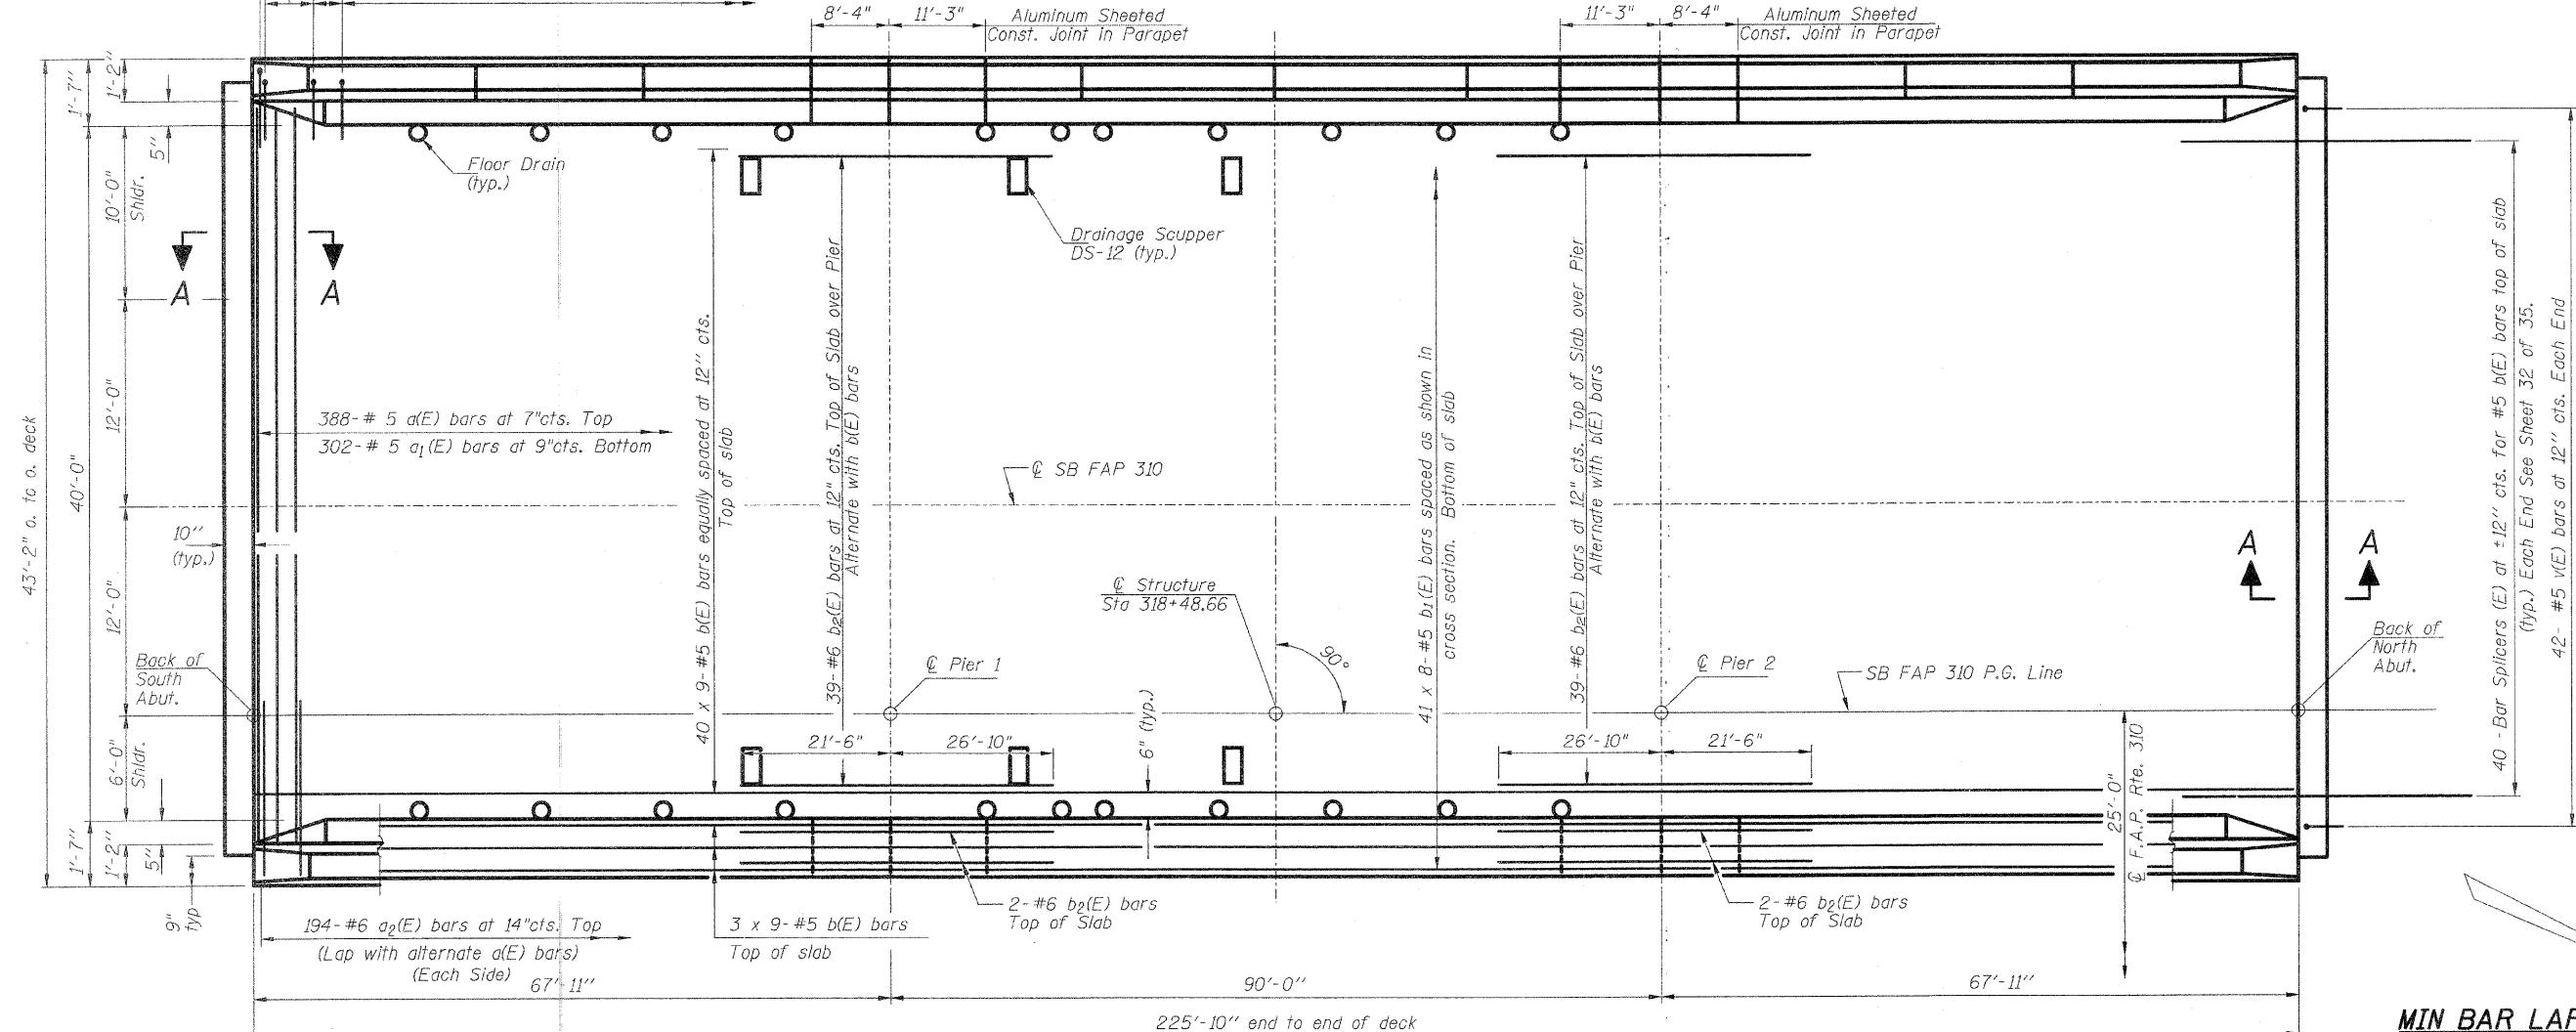 8'-4"
11'-3"
Aluminum Sheeted
Const. Joint in Parapet
11'-3"
8'-4"
Aluminum Sheeted
Const. Joint in Parapet
1'-7"
1'-2"
5"
10'-0"
Shldr.
Floor Drain
(typ.)
Drainage Scupper
DS-12 (typ.)
A
A
43'-2" o. to o. deck
40'-0"
12'-0"
388-# 5 a(E) bars at 7"cts. Top
302-# 5 a1(E) bars at 9"cts. Bottom
40 x 9-#5 b(E) bars equally spaced at 12" cts.
Top of slab
39-#6 b2(E) bars at 12" cts. Top of Slab over Pier
Alternate with b(E) bars
℄ SB FAP 310
41 x 8-#5 b1(E) bars spaced as shown in
cross section. Bottom of slab
39-#6 b2(E) bars at 12" cts. Top of Slab over Pier
Alternate with b(E) bars
40 -Bar Splicers (E) at ±12" cts. for #5 b(E) bars top of slab
(typ.) Each End See Sheet 32 of 35.
42- #5 v(E) bars at 12" cts. Each End
10"
(typ.)
12'-0"
A
A
℄ Structure
Sta 318+48.66
90°
Back of
South
Abut.
℄ Pier 1
℄ Pier 2
SB FAP 310 P.G. Line
Back of
North
Abut.
6'-0"
Shldr.
21'-6"
26'-10"
6" (typ.)
26'-10"
21'-6"
25'-0"
℄ F.A.P. Rte. 310
1'-7"
1'-2"
5"
9"
typ
194-#6 a2(E) bars at 14"cts. Top
(Lap with alternate a(E) bars)
(Each Side)
3 x 9-#5 b(E) bars
Top of slab
2-#6 b2(E) bars
Top of Slab
2-#6 b2(E) bars
Top of Slab
67'-11"
90'-0"
67'-11"
225'-10" end to end of deck
MIN BAR LAP